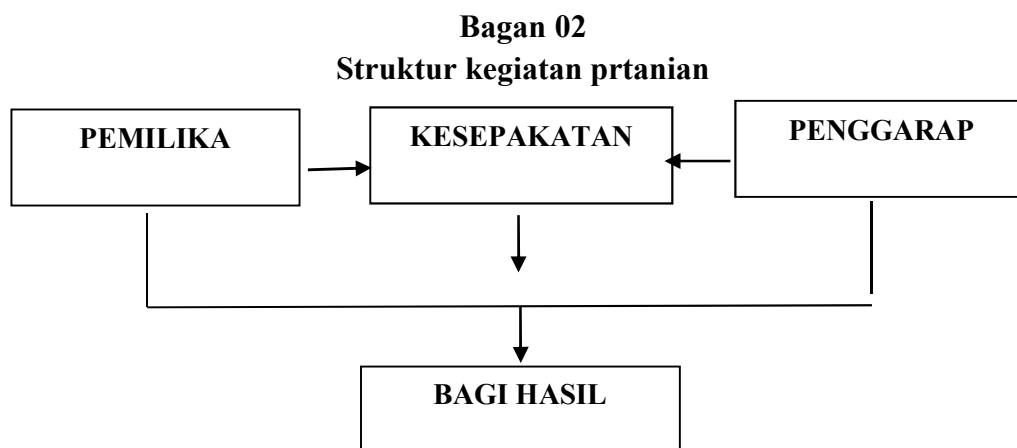 Bagan 02
Struktur kegiatan prtanian
PEMILIKA
KESEPAKATAN
PENGGARAP
BAGI HASIL